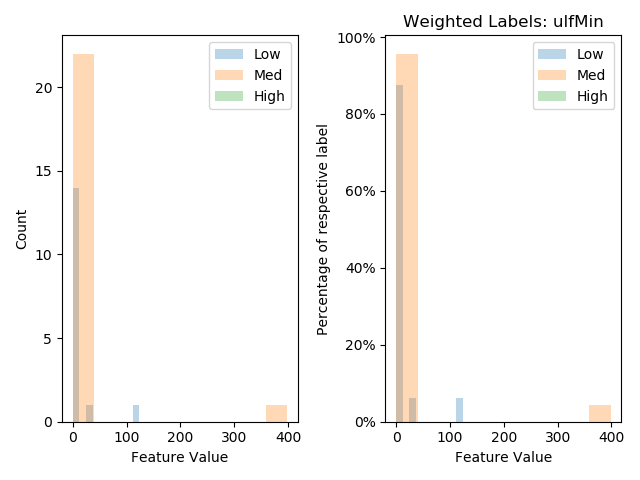 Weighted Labels: ulfMin
Low
Med
High
Count
20
15
10
5
0
0
100
200
300
400
Feature Value
Low
Med
High
Percentage of respective label
100%
80%
60%
40%
20%
0%
0
100
200
300
400
Feature Value